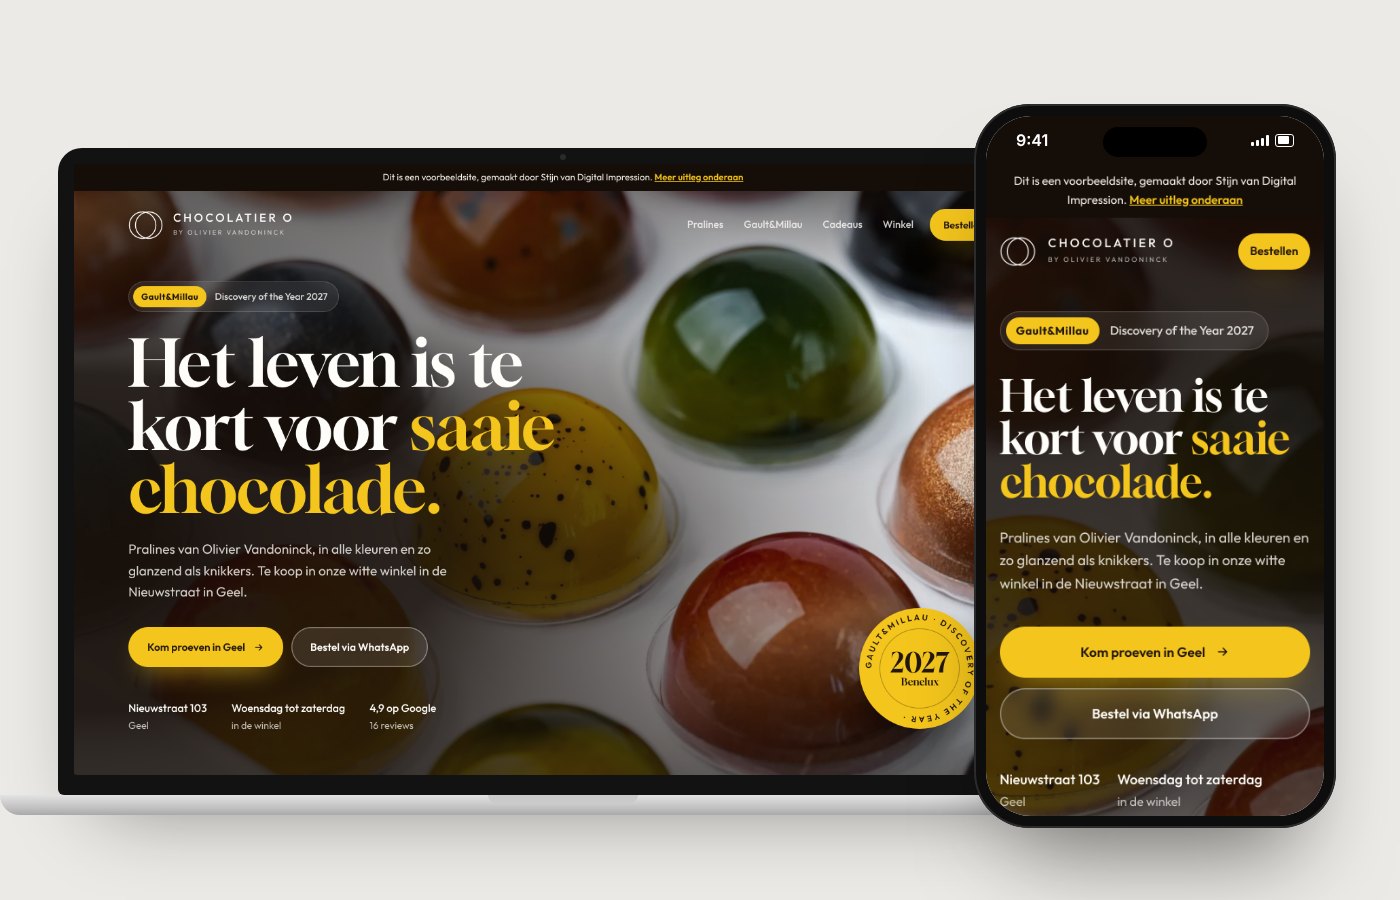 Dit is een voorbeeldsite, gemaakt door Stijn van Digital Impression. Meer uitleg onderaan
CHOCOLATIER O
BY OLIVIER VANDONINCK
Pralines Gault&Millau Cadeaus Winkel
Gault&Millau Discovery of the Year 2027
Het leven is te
kort voor saaie
chocolade.
Pralines van Olivier Vandoninck, in alle kleuren en zo
glanzend als knikkers. Te koop in onze witte winkel in de
Nieuwstraat in Geel.
Kom proeven in Geel → Bestel via WhatsApp
Nieuwstraat 103 Woensdag tot zaterdag 4,9 op Google
Geel in de winkel 16 reviews
GAULT&MILLAU · DISCOVERY OF THE YEAR ·
2027
Benelux
9:41
Dit is een voorbeeldsite, gemaakt door Stijn van Digital
Impression. Meer uitleg onderaan
CHOCOLATIER O
BY OLIVIER VANDONINCK
Bestellen
Gault&Millau Discovery of the Year 2027
Het leven is te
kort voor saaie
chocolade.
Pralines van Olivier Vandoninck, in alle kleuren en
zo glanzend als knikkers. Te koop in onze witte
winkel in de Nieuwstraat in Geel.
Kom proeven in Geel →
Bestel via WhatsApp
Nieuwstraat 103 Woensdag tot zaterdag
Geel in de winkel